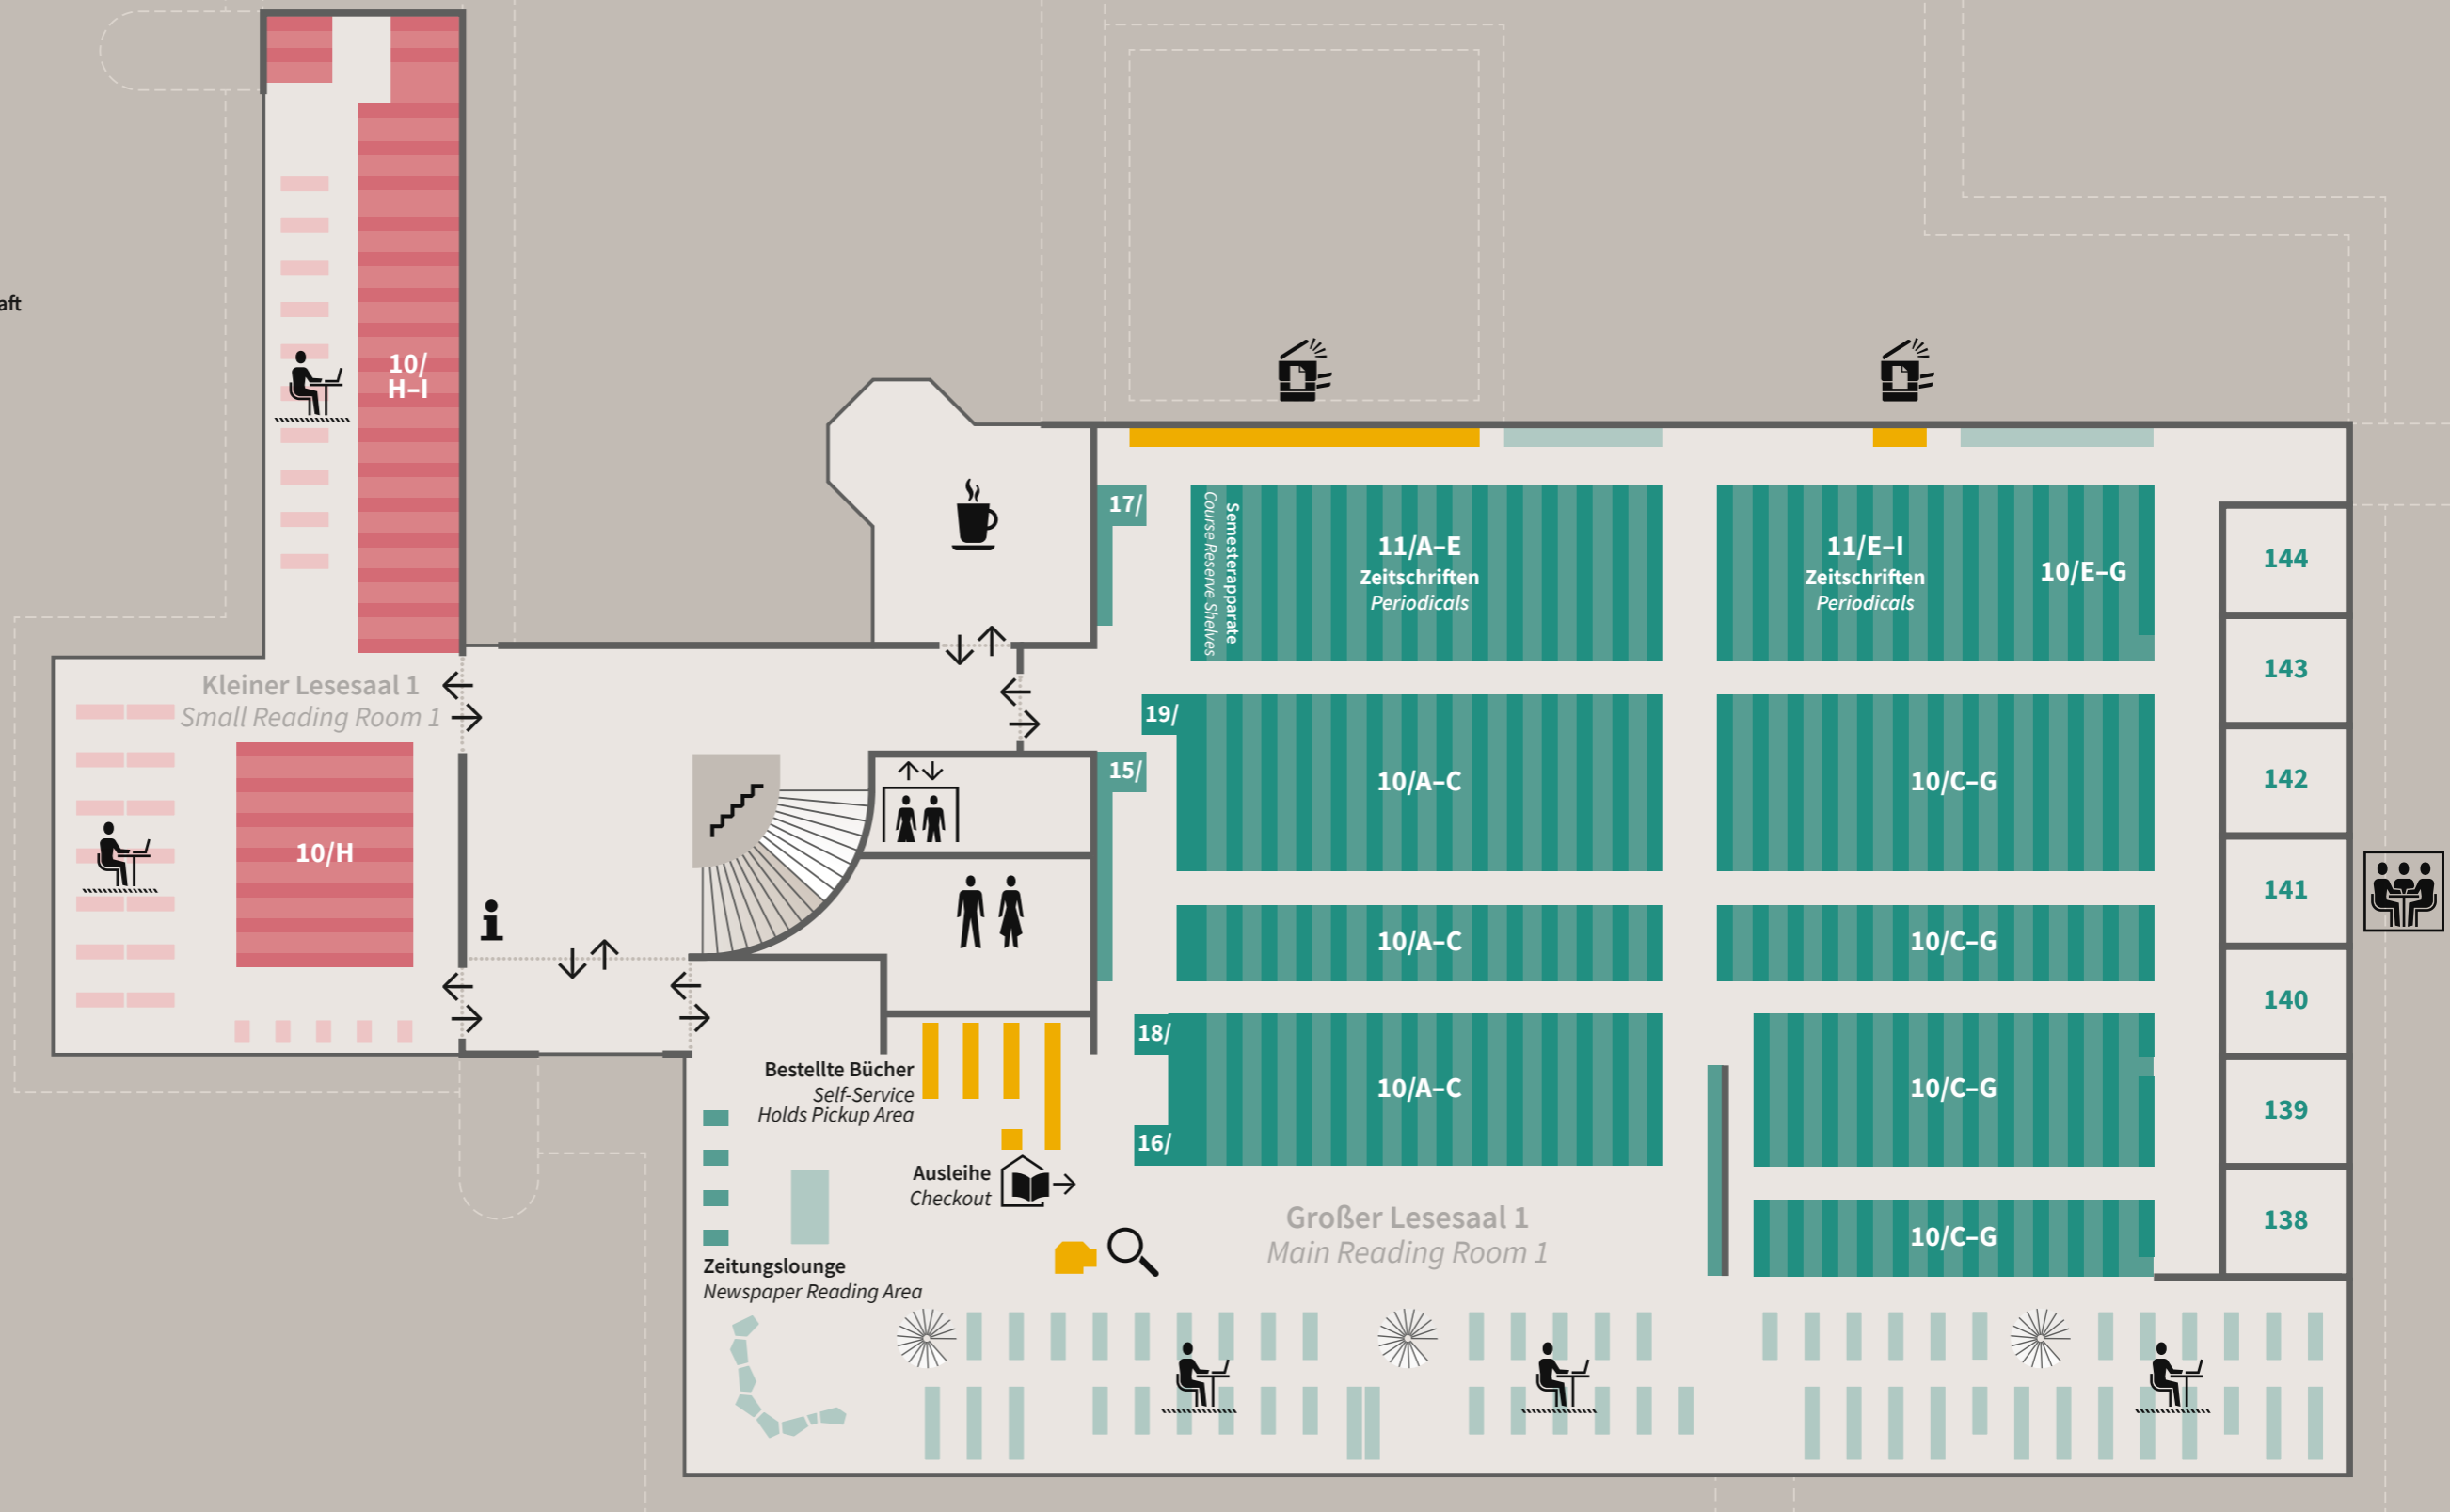 aft
10/
H–I
Kleiner Lesesaal 1
Small Reading Room 1
10/H
17/
Semesterapparate
Course Reserve Shelves
11/A–E
Zeitschriften
Periodicals
11/E–I
Zeitschriften
Periodicals
10/E–G
19/
15/
10/A–C
10/C–G
10/A–C
10/C–G
18/
16/
10/A–C
10/C–G
10/C–G
144
143
142
141
140
139
138
Bestellte Bücher
Self-Service
Holds Pickup Area
Ausleihe
Checkout
Zeitungslounge
Newspaper Reading Area
Großer Lesesaal 1
Main Reading Room 1